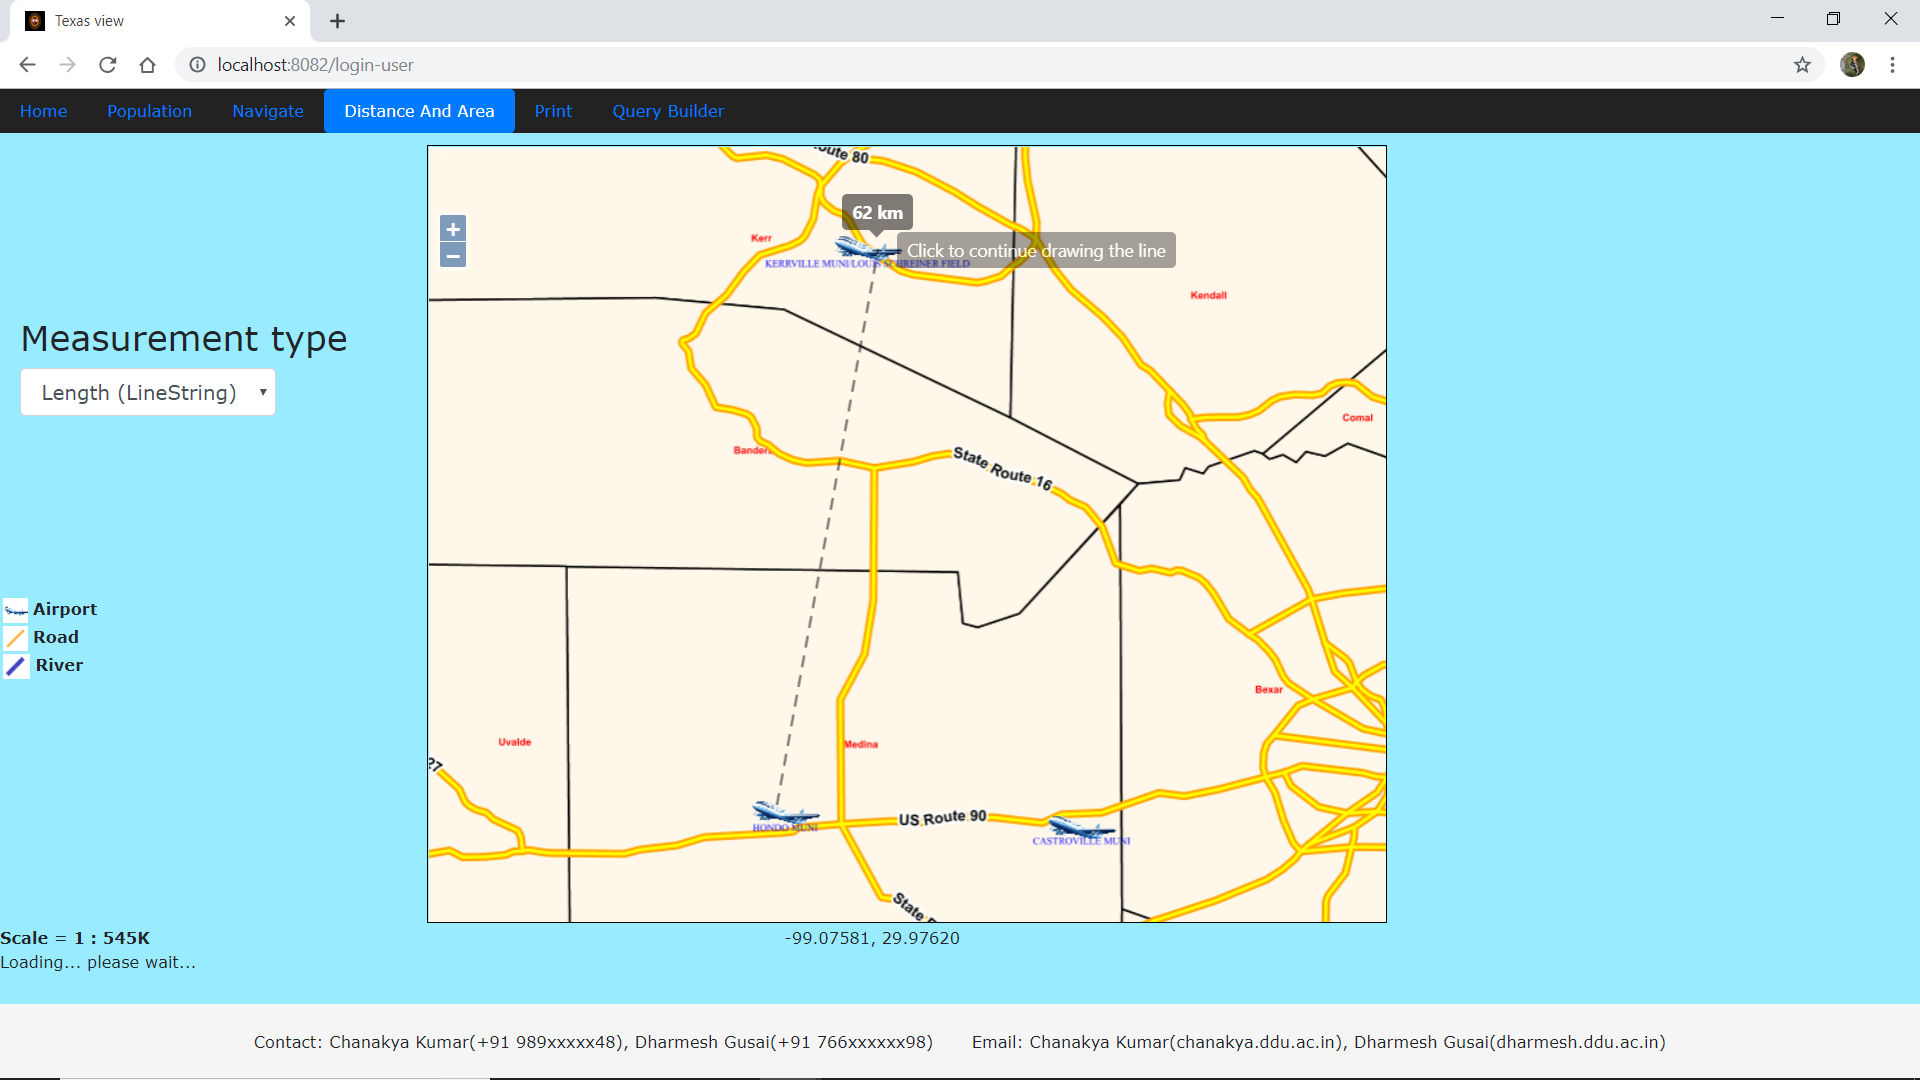 Texas view
localhost:8082/login-user
Home Population Navigate Distance And Area Print Query Builder
Route 80
62 km
+
−
Kerr
Click to continue drawing the line
KERRVILLE MUNI/LOUIS SCHREINER FIELD
Kendall
Measurement type
Length (LineString)
Comal
Bandera
State Route 16
Airport
Road
River
Bexar
Uvalde
Medina
27
US Route 90
HONDO MUNI
CASTROVILLE MUNI
State
Scale = 1 : 545K
-99.07581, 29.97620
Loading... please wait...
Contact: Chanakya Kumar(+91 989xxxxx48), Dharmesh Gusai(+91 766xxxxxx98) Email: Chanakya Kumar(chanakya.ddu.ac.in), Dharmesh Gusai(dharmesh.ddu.ac.in)